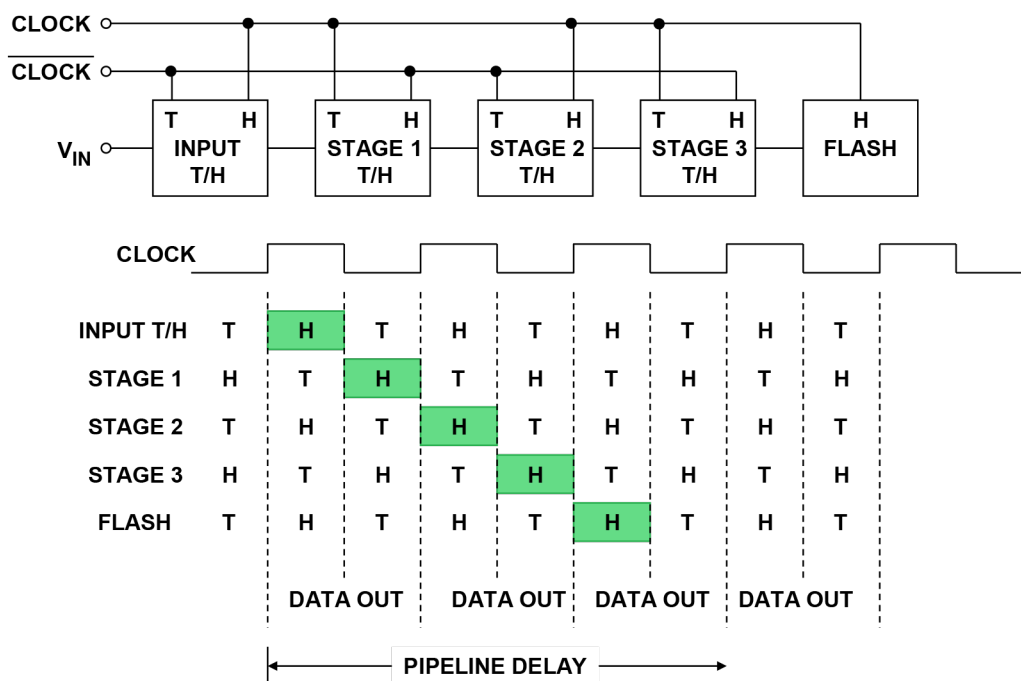 CLOCK
CLOCK
T H T H T H T H H
V_IN INPUT STAGE 1 STAGE 2 STAGE 3 FLASH
T/H T/H T/H T/H
CLOCK
INPUT T/H T H T H T H T H T
STAGE 1 H T H T H T H T H
STAGE 2 T H T H T H T H T
STAGE 3 H T H T H T H T H
FLASH T H T H T H T H T
DATA OUT DATA OUT DATA OUT DATA OUT
PIPELINE DELAY